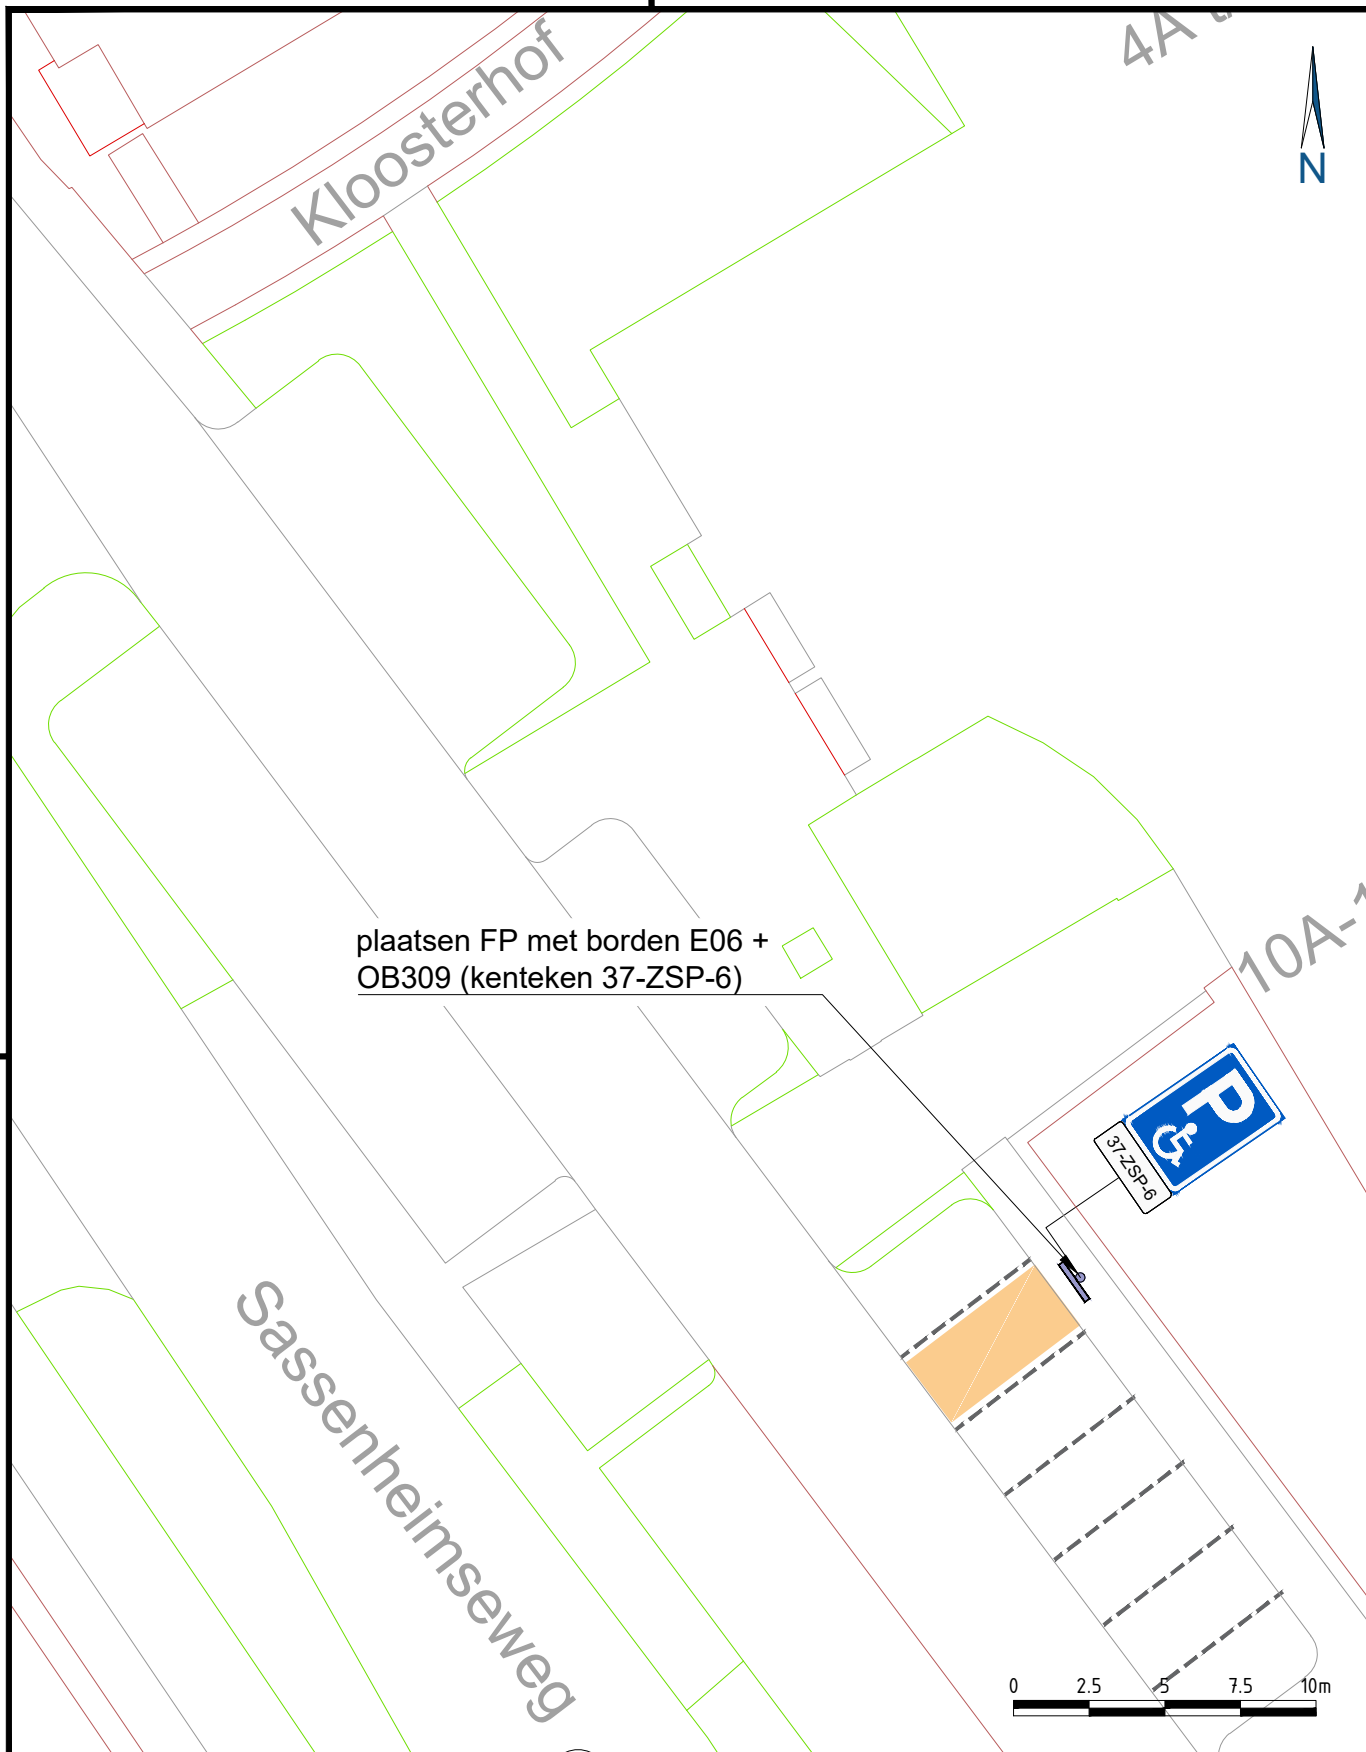 4A t/
Kloosterhof
N
plaatsen FP met borden E06 +
OB309 (kenteken 37-ZSP-6)
10A-1
P
37-ZSP-6
Sassenheimseweg
0 2.5 5 7.5 10m